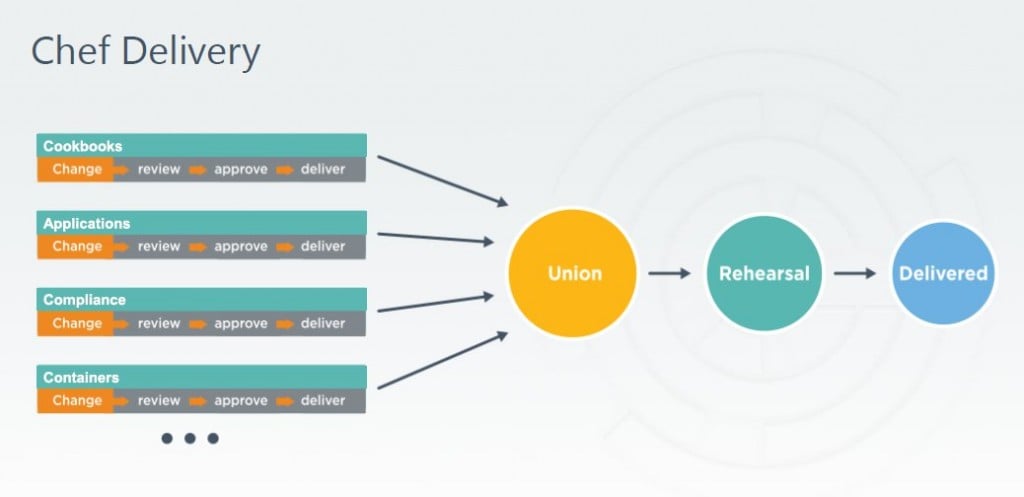 Chef Delivery
Cookbooks
Change review approve deliver
Applications
Change review approve deliver
Compliance
Change review approve deliver
Containers
Change review approve deliver
Union
Rehearsal
Delivered